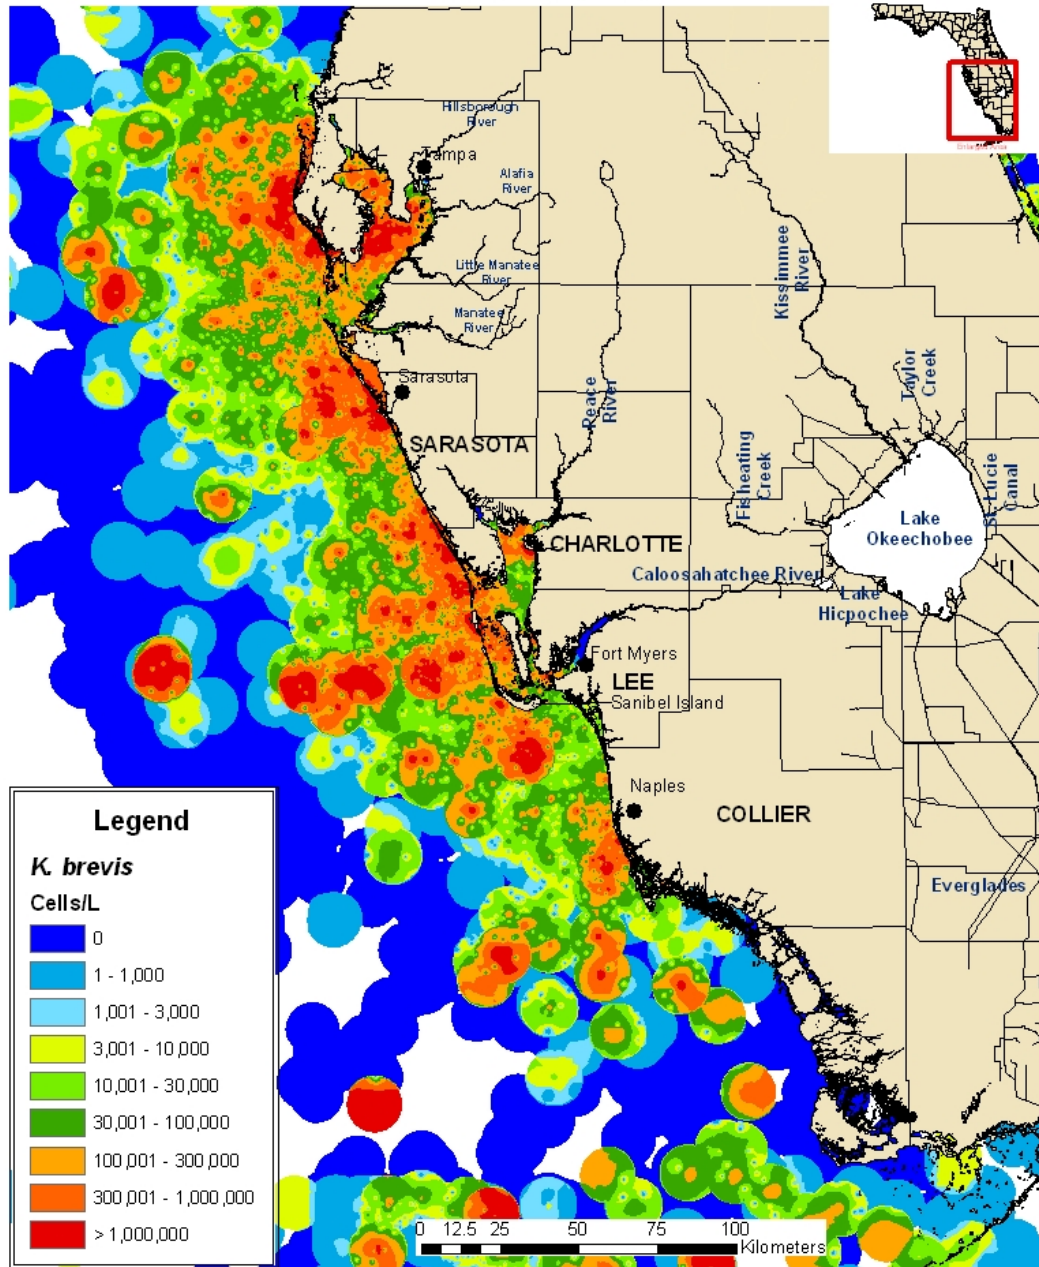 Enlarged Area
Hillsborough
River
Tampa
Alafia
River
Little Manatee
River
Manatee
River
Kissimmee
River
Taylor
Creek
Sarasota
Peace
River
SARASOTA
Fisheating
Creek
St. Lucie
Canal
Lake
Okeechobee
CHARLOTTE
Caloosahatchee River
Lake
Hicpochee
Fort Myers
LEE
Sanibel Island
Naples
COLLIER
Everglades
Legend
K. brevis
Cells/L
0
1 - 1,000
1,001 - 3,000
3,001 - 10,000
10,001 - 30,000
30,001 - 100,000
100,001 - 300,000
300,001 - 1,000,000
> 1,000,000
0 12.5 25 50 75 100
Kilometers